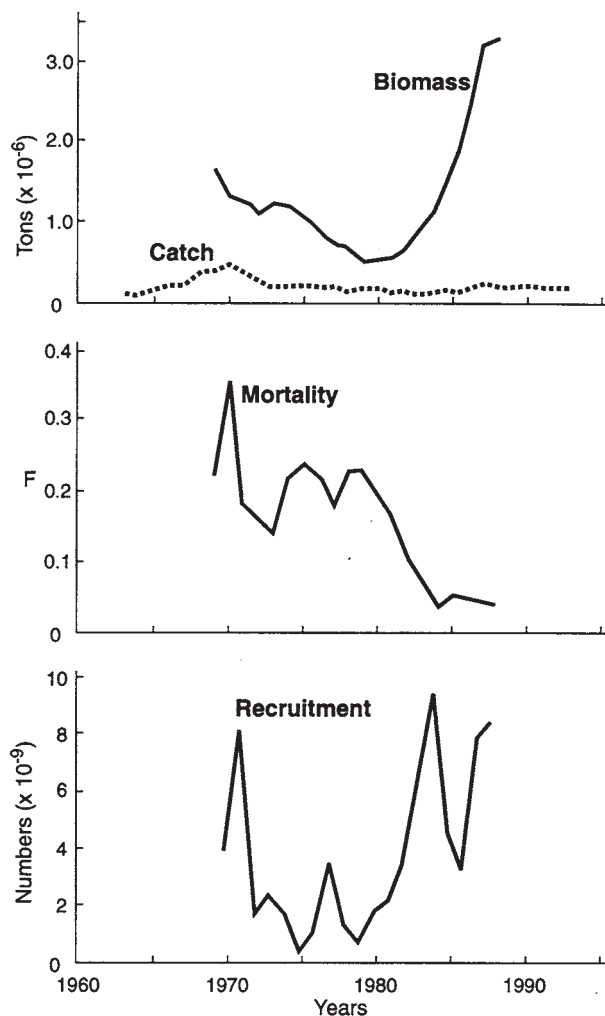 3.0
2.0
1.0
0
Tons (x 10-6)
Biomass
Catch
0.4
0.3
0.2
0.1
0
F
Mortality
10
8
6
4
2
0
Numbers (x 10-9)
Recruitment
1960
1970
1980
1990
Years